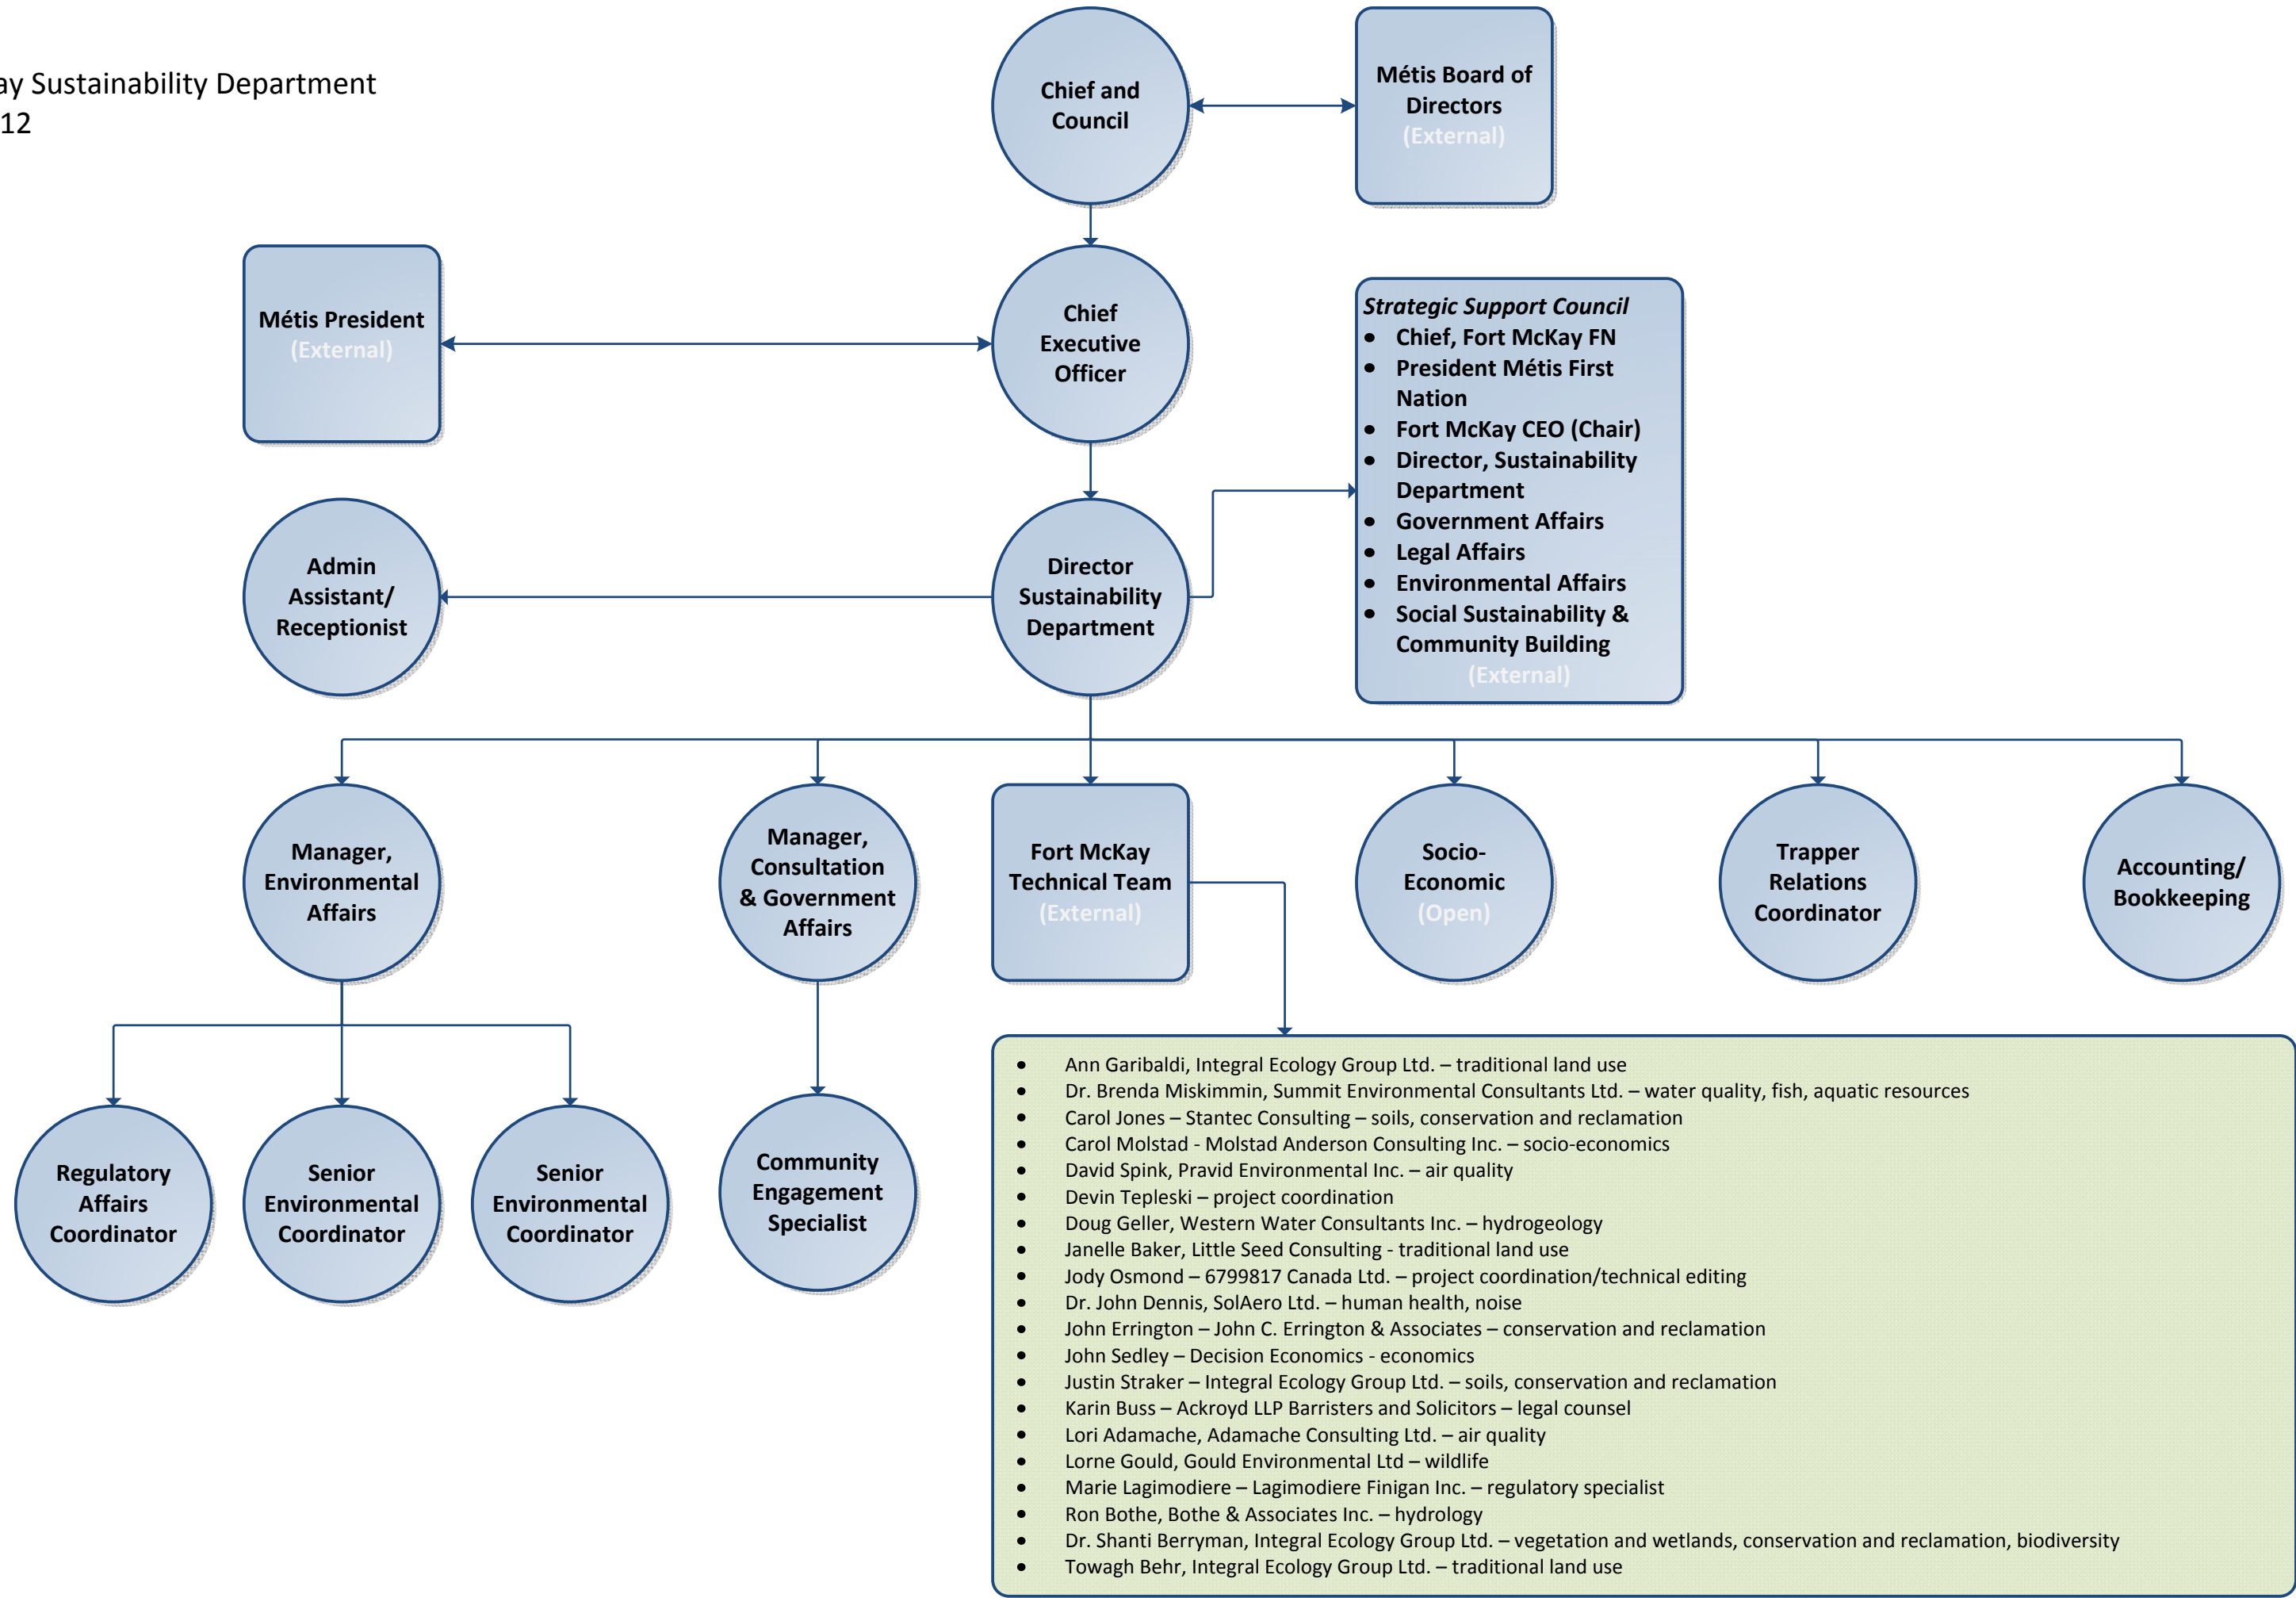 ay Sustainability Department
12
Chief and
Council
Métis Board of
Directors
(External)
Métis President
(External)
Chief
Executive
Officer
Strategic Support Council
• Chief, Fort McKay FN
• President Métis First
Nation
• Fort McKay CEO (Chair)
• Director, Sustainability
Department
• Government Affairs
• Legal Affairs
• Environmental Affairs
• Social Sustainability &
Community Building
(External)
Admin
Assistant/
Receptionist
Director
Sustainability
Department
Manager,
Environmental
Affairs
Manager,
Consultation
& Government
Affairs
Fort McKay
Technical Team
(External)
Socio-
Economic
(Open)
Trapper
Relations
Coordinator
Accounting/
Bookkeeping
Regulatory
Affairs
Coordinator
Senior
Environmental
Coordinator
Senior
Environmental
Coordinator
Community
Engagement
Specialist
• Ann Garibaldi, Integral Ecology Group Ltd. – traditional land use
• Dr. Brenda Miskimmin, Summit Environmental Consultants Ltd. – water quality, fish, aquatic resources
• Carol Jones – Stantec Consulting – soils, conservation and reclamation
• Carol Molstad - Molstad Anderson Consulting Inc. – socio-economics
• David Spink, Pravid Environmental Inc. – air quality
• Devin Tepleski – project coordination
• Doug Geller, Western Water Consultants Inc. – hydrogeology
• Janelle Baker, Little Seed Consulting - traditional land use
• Jody Osmond – 6799817 Canada Ltd. – project coordination/technical editing
• Dr. John Dennis, SolAero Ltd. – human health, noise
• John Errington – John C. Errington & Associates – conservation and reclamation
• John Sedley – Decision Economics - economics
• Justin Straker – Integral Ecology Group Ltd. – soils, conservation and reclamation
• Karin Buss – Ackroyd LLP Barristers and Solicitors – legal counsel
• Lori Adamache, Adamache Consulting Ltd. – air quality
• Lorne Gould, Gould Environmental Ltd – wildlife
• Marie Lagimodiere – Lagimodiere Finigan Inc. – regulatory specialist
• Ron Bothe, Bothe & Associates Inc. – hydrology
• Dr. Shanti Berryman, Integral Ecology Group Ltd. – vegetation and wetlands, conservation and reclamation, biodiversity
• Towagh Behr, Integral Ecology Group Ltd. – traditional land use